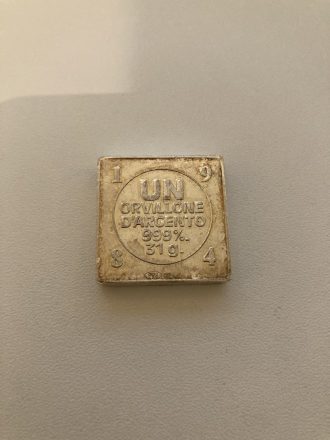 1 9
UN
ORVILLONE
D'ARGENTO
999‰
31 g.
8 4